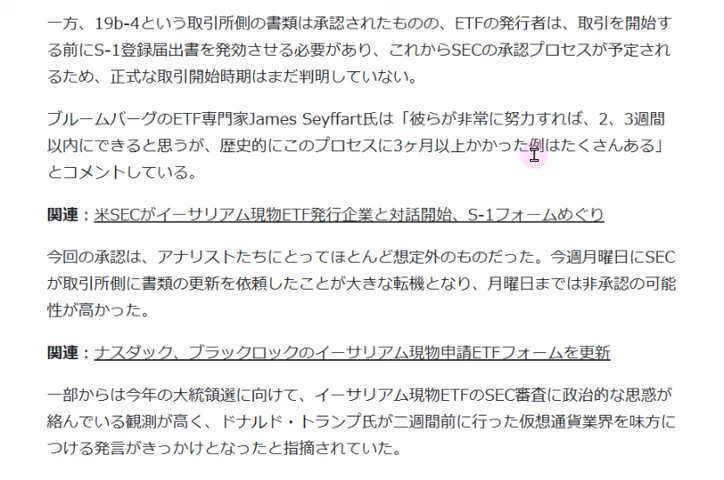 一方、19b-4という取引所側の書類は承認されたものの、ETFの発行者は、取引を開始す
る前にS-1登録届出書を発効させる必要があり、これからSECの承認プロセスが予定され
るため、正式な取引開始時期はまだ判明していない。
ブルームバーグのETF専門家James Seyffart氏は「彼らが非常に努力すれば、2、3週間
以内にできると思うが、歴史的にこのプロセスに3ヶ月以上かかった例はたくさんある」
とコメントしている。
関連：米SECがイーサリアム現物ETF発行企業と対話開始、S-1フォームめぐり
今回の承認は、アナリストたちにとってほとんど想定外のものだった。今週月曜日にSEC
が取引所側に書類の更新を依頼したことが大きな転機となり、月曜日までは非承認の可能
性が高かった。
関連：ナスダック、ブラックロックのイーサリアム現物申請ETFフォームを更新
一部からは今年の大統領選に向けて、イーサリアム現物ETFのSEC審査に政治的な思惑が
絡んでいる観測が高く、ドナルド・トランプ氏が二週間前に行った仮想通貨業界を味方に
つける発言がきっかけとなったと指摘されていた。